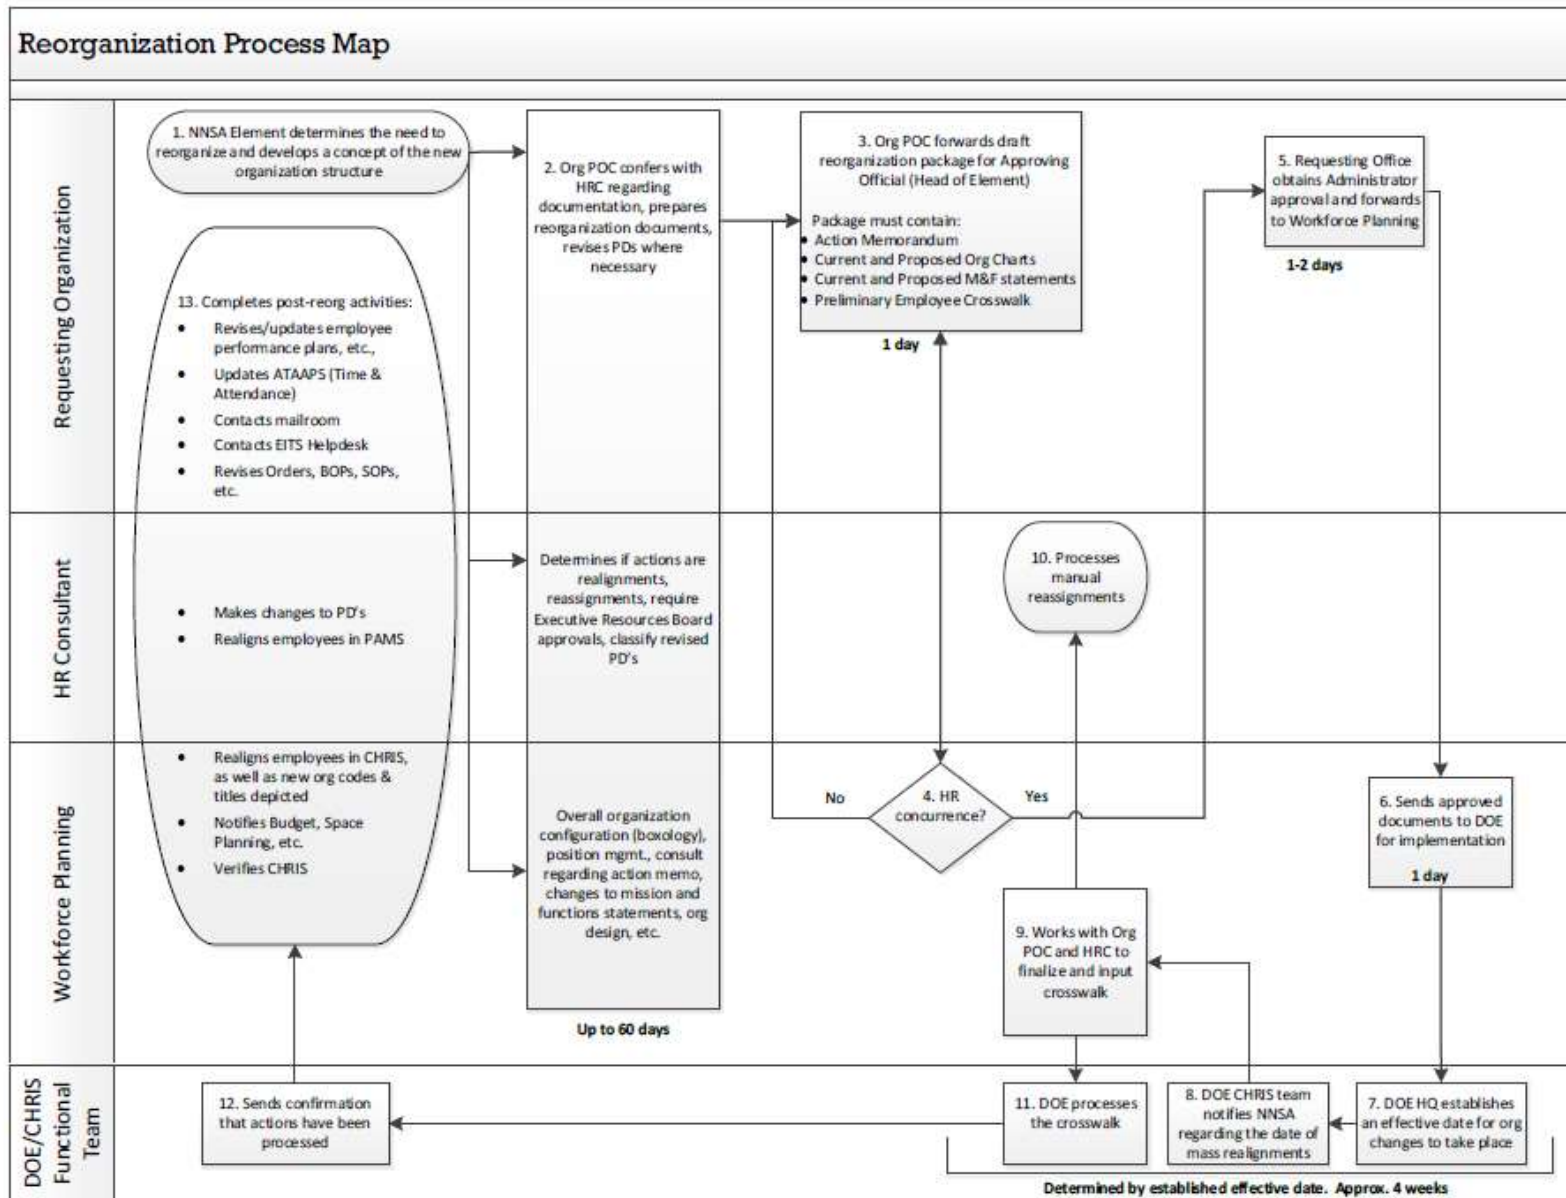 Reorganization Process Map
Requesting Organization
1. NNSA Element determines the need to
reorganize and develops a concept of the new
organization structure
2. Org POC confers with
HRC regarding
documentation, prepares
reorganization documents,
revises PDs where
necessary
3. Org POC forwards draft
reorganization package for Approving
Official (Head of Element)
Package must contain:
• Action Memorandum
• Current and Proposed Org Charts
• Current and Proposed M&F statements
• Preliminary Employee Crosswalk
1 day
5. Requesting Office
obtains Administrator
approval and forwards
to Workforce Planning
1-2 days
13. Completes post-reorg activities:
• Revises/updates employee
performance plans, etc.,
• Updates ATAAPS (Time &
Attendance)
• Contacts mailroom
• Contacts EITS Helpdesk
• Revises Orders, BOPs, SOPs,
etc.
HR Consultant
• Makes changes to PD's
• Realigns employees in PAMS
Determines if actions are
realignments,
reassignments, require
Executive Resources Board
approvals, classify revised
PD's
10. Processes
manual
reassignments
Workforce Planning
• Realigns employees in CHRIS,
as well as new org codes &
titles depicted
• Notifies Budget, Space
Planning, etc.
• Verifies CHRIS
Overall organization
configuration (boxology),
position mgmt., consult
regarding action memo,
changes to mission and
functions statements, org
design, etc.
Up to 60 days
No
4. HR
concurrence?
Yes
6. Sends approved
documents to DOE
for implementation
1 day
9. Works with Org
POC and HRC to
finalize and input
crosswalk
DOE/CHRIS
Functional
Team
12. Sends confirmation
that actions have been
processed
11. DOE processes
the crosswalk
8. DOE CHRIS team
notifies NNSA
regarding the date of
mass realignments
7. DOE HQ establishes
an effective date for org
changes to take place
Determined by established effective date. Approx. 4 weeks